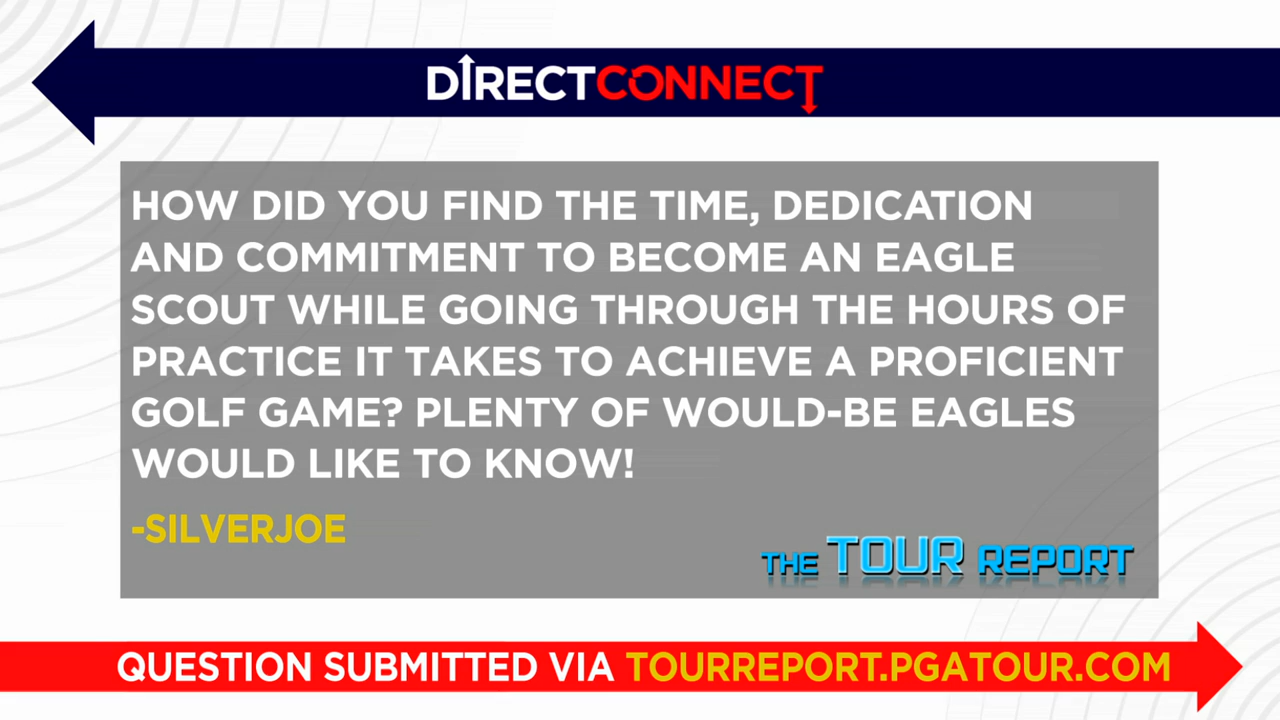 DIRECTCONNECT
HOW DID YOU FIND THE TIME, DEDICATION
AND COMMITMENT TO BECOME AN EAGLE
SCOUT WHILE GOING THROUGH THE HOURS OF
PRACTICE IT TAKES TO ACHIEVE A PROFICIENT
GOLF GAME? PLENTY OF WOULD-BE EAGLES
WOULD LIKE TO KNOW!
-SILVERJOE
THE TOUR REPORT
QUESTION SUBMITTED VIA TOURREPORT.PGATOUR.COM